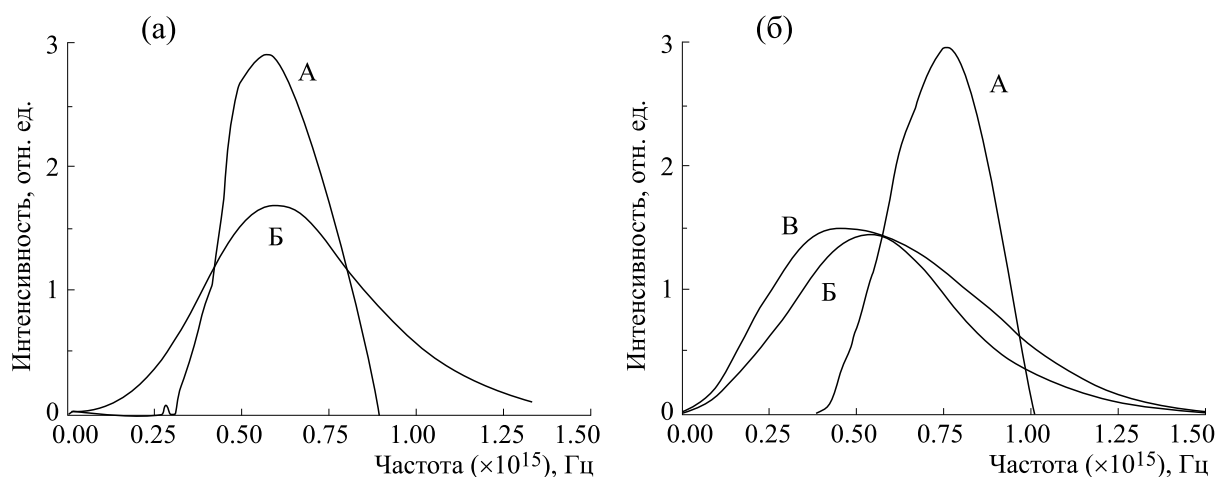 (а)
Интенсивность, отн. ед.
3
2
1
0
А
Б
0.00 0.25 0.50 0.75 1.00 1.25 1.50
Частота (×10¹⁵), Гц
(б)
Интенсивность, отн. ед.
3
2
1
0
А
В
Б
0.00 0.25 0.50 0.75 1.00 1.25 1.50
Частота (×10¹⁵), Гц